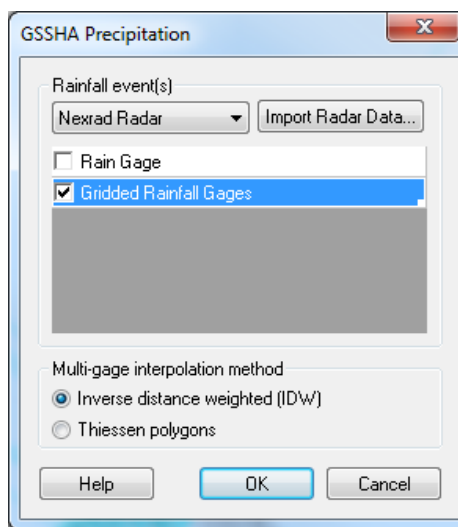 GSSHA Precipitation
Rainfall event(s)
Nexrad Radar Import Radar Data...
Rain Gage
Gridded Rainfall Gages
Multi-gage interpolation method
Inverse distance weighted (IDW)
Thiessen polygons
Help OK Cancel